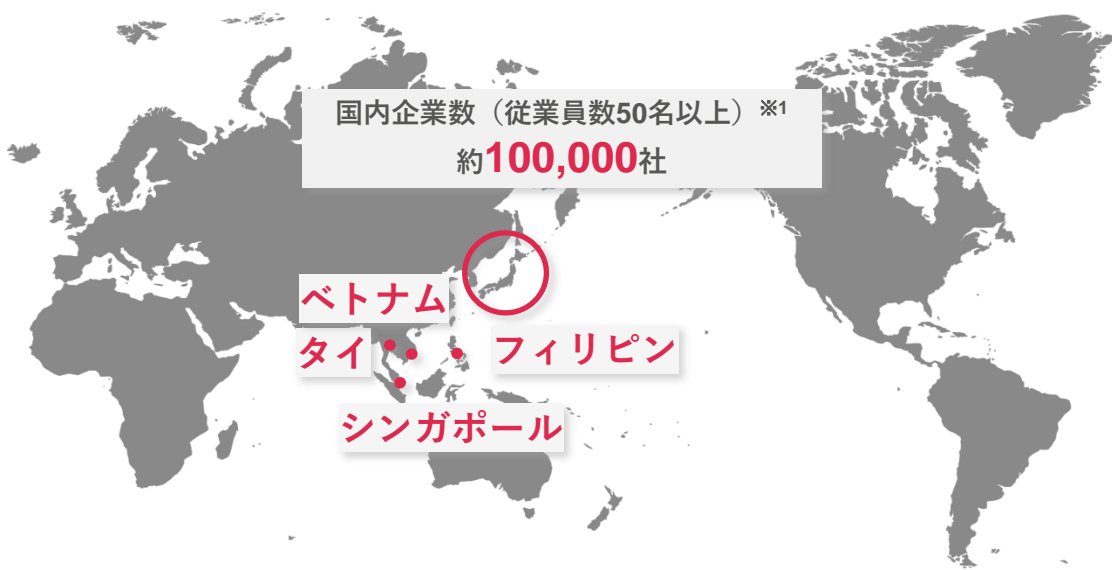 国内企業数（従業員数50名以上）※1
約100,000社
ベトナム
タイ
フィリピン
シンガポール